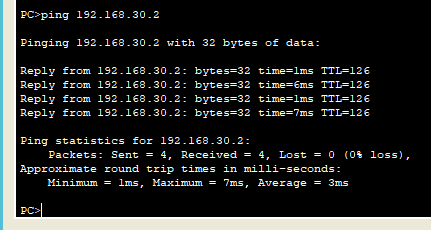 PC>ping 192.168.30.2
Pinging 192.168.30.2 with 32 bytes of data:
Reply from 192.168.30.2: bytes=32 time=1ms TTL=126
Reply from 192.168.30.2: bytes=32 time=6ms TTL=126
Reply from 192.168.30.2: bytes=32 time=1ms TTL=126
Reply from 192.168.30.2: bytes=32 time=7ms TTL=126
Ping statistics for 192.168.30.2:
    Packets: Sent = 4, Received = 4, Lost = 0 (0% loss),
Approximate round trip times in milli-seconds:
    Minimum = 1ms, Maximum = 7ms, Average = 3ms
PC>